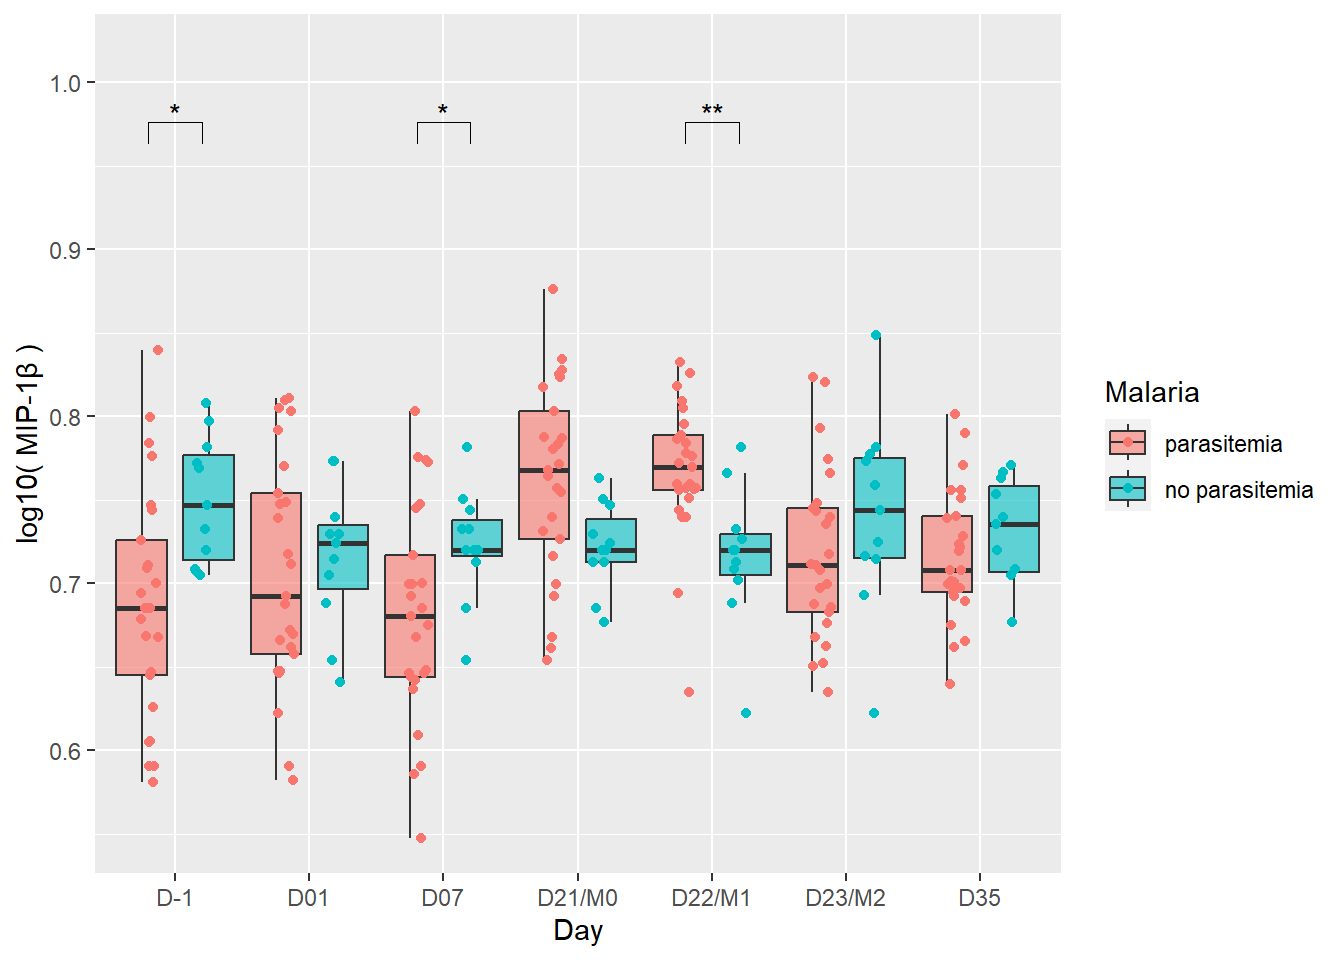 log10( MIP-1β )
1.0
0.9
0.8
0.7
0.6
* * **
D-1 D01 D07 D21/M0 D22/M1 D23/M2 D35
Day
Malaria
parasitemia
no parasitemia